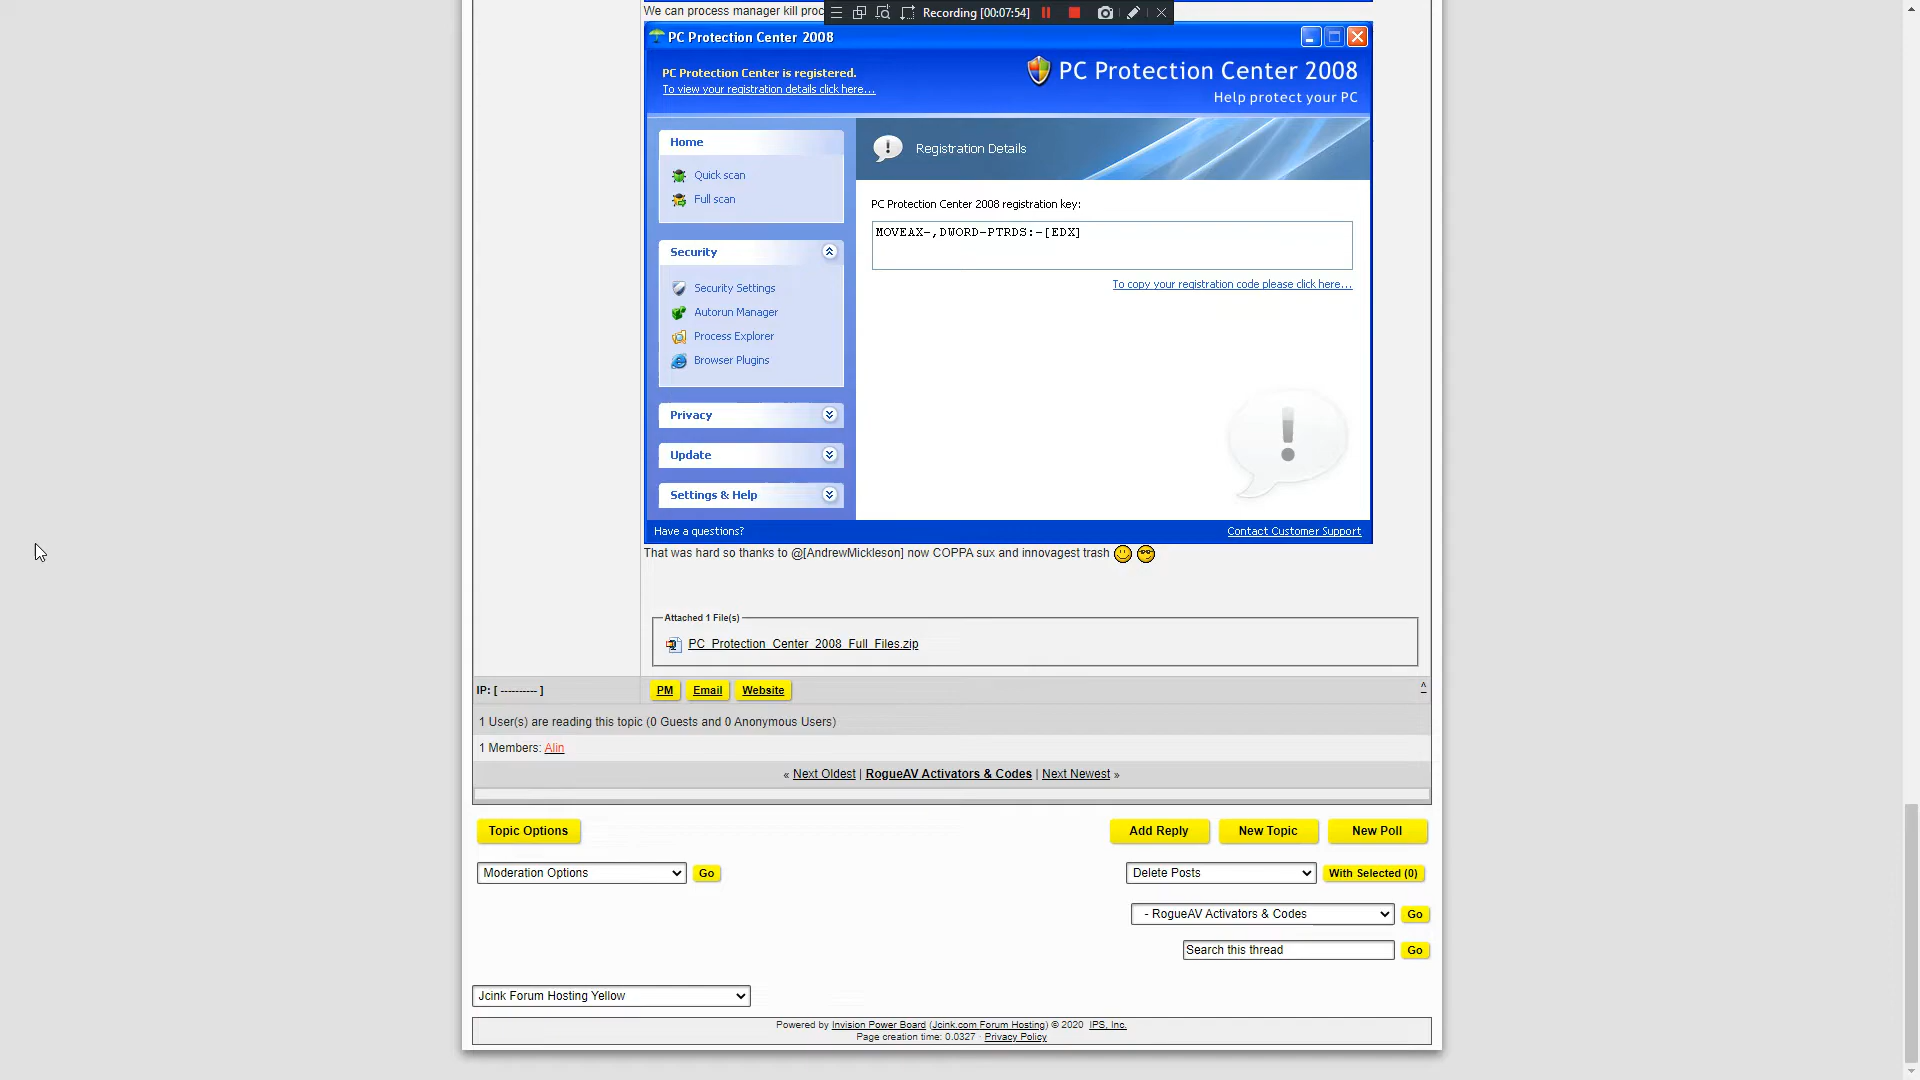 We can process manager kill proc
Recording [00:07:54]
PC Protection Center 2008
PC Protection Center is registered.
To view your registration details click here...
PC Protection Center 2008
Help protect your PC
Home
Quick scan
Full scan
Security
Security Settings
Autorun Manager
Process Explorer
Browser Plugins
Privacy
Update
Settings & Help
Registration Details
PC Protection Center 2008 registration key:
MOVEAX-,DWORD-PTRDS:-[EDX]
To copy your registration code please click here...
Have a questions?
Contact Customer Support
That was hard so thanks to @[AndrewMickleson] now COPPA sux and innovagest trash
Attached 1 File(s)
PC_Protection_Center_2008_Full_Files.zip
IP: [ ---------- ]
PM Email Website ^
1 User(s) are reading this topic (0 Guests and 0 Anonymous Users)
1 Members: Alin
« Next Oldest | RogueAV Activators & Codes | Next Newest »
Topic Options
Add Reply New Topic New Poll
Moderation Options Go
Delete Posts With Selected (0)
- RogueAV Activators & Codes Go
Search this thread Go
Jcink Forum Hosting Yellow
Powered by Invision Power Board (Jcink.com Forum Hosting) © 2020 IPS, Inc.
Page creation time: 0.0327 · Privacy Policy